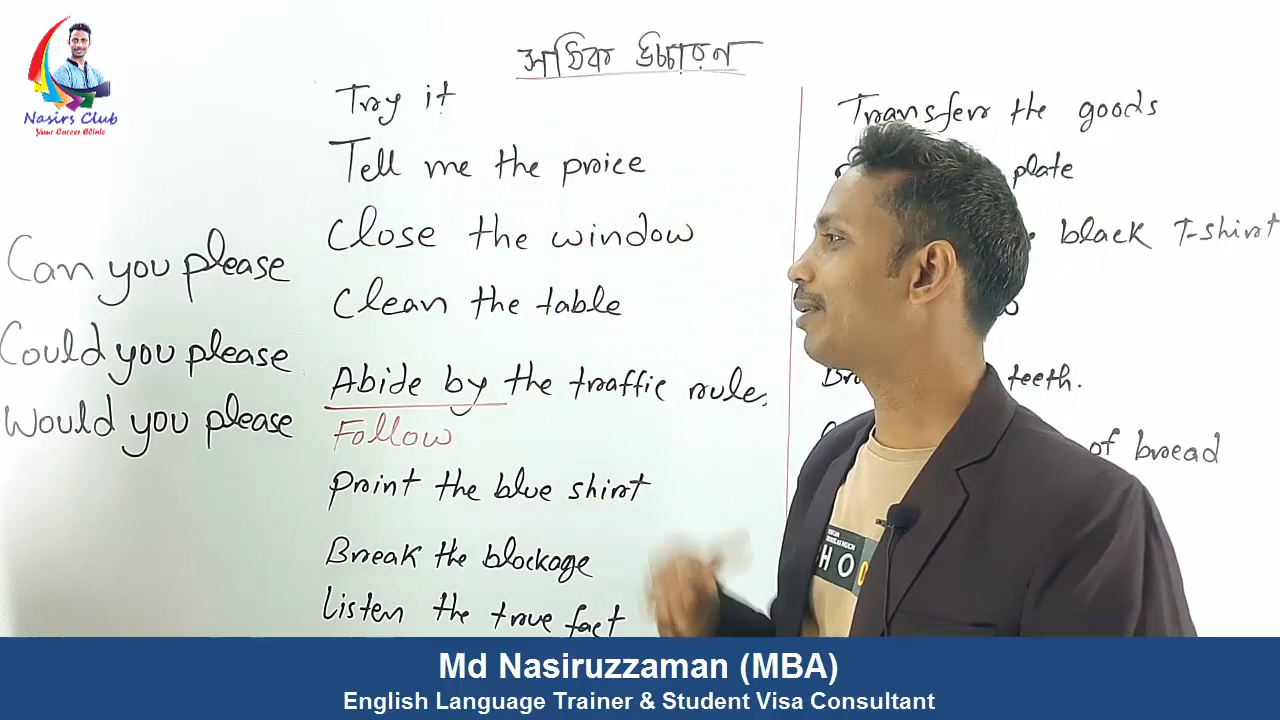 Nasirs Club
Your Career Clinic
সঠিক উচ্চারণ
Can you please
Could you please
Would you please
Try it
Tell me the price
Close the window
Clean the table
Abide by the traffic rule.
Follow
Print the blue shirt
Break the blockage
Listen the true fact
Transfer the goods
plate
black T-shirt
teeth.
of bread
Md Nasiruzzaman (MBA)
English Language Trainer & Student Visa Consultant